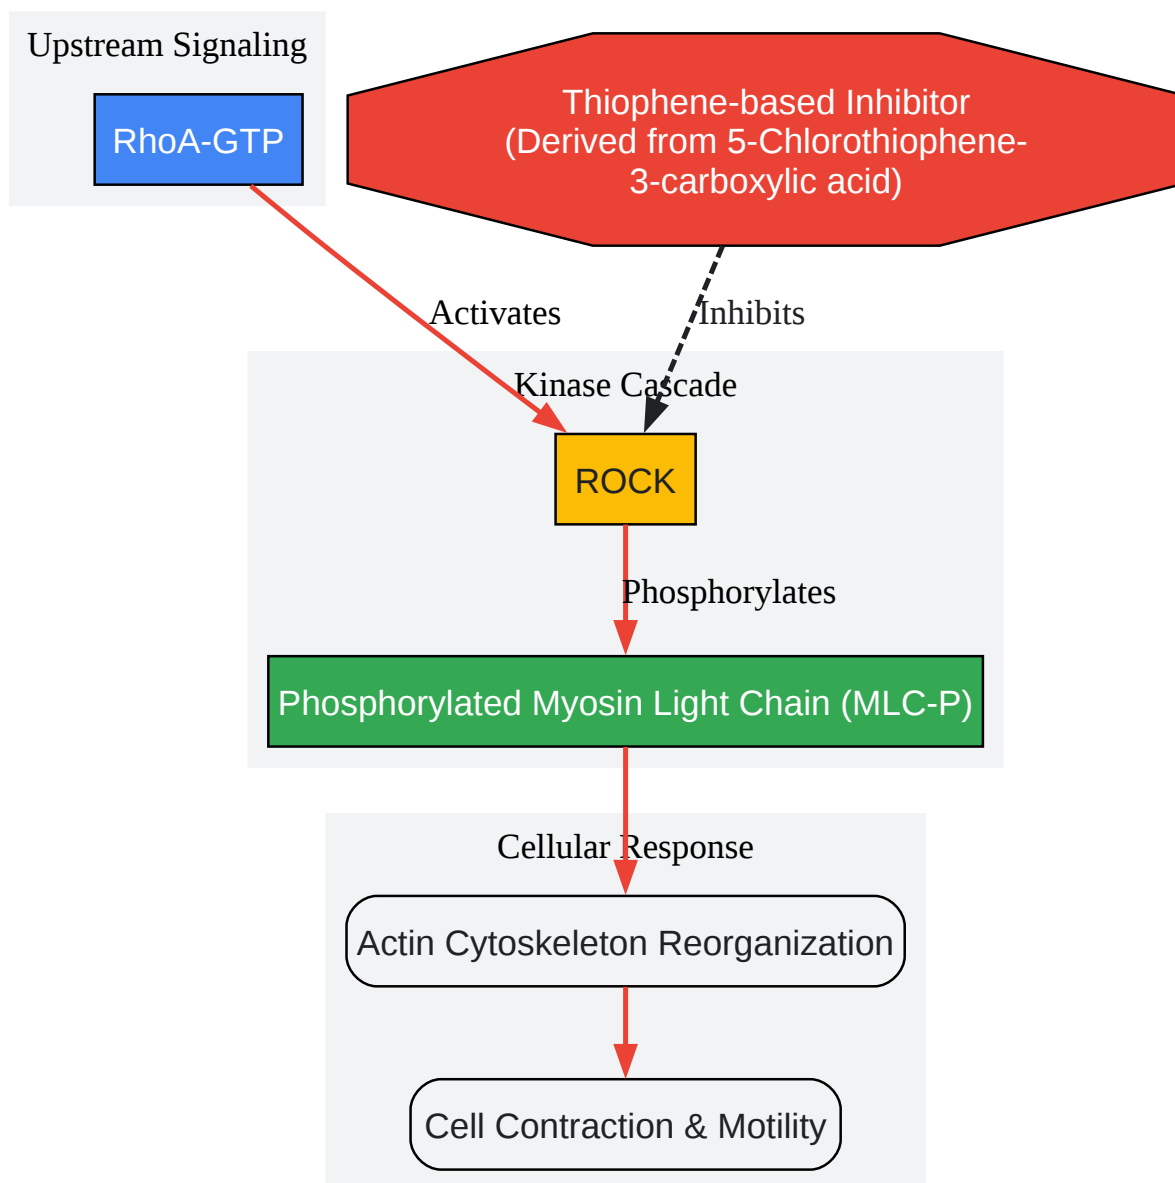 Upstream Signaling
RhoA-GTP
Thiophene-based Inhibitor
(Derived from 5-Chlorothiophene-
3-carboxylic acid)
Activates
Inhibits
Kinase Cascade
ROCK
Phosphorylates
Phosphorylated Myosin Light Chain (MLC-P)
Cellular Response
Actin Cytoskeleton Reorganization
Cell Contraction & Motility